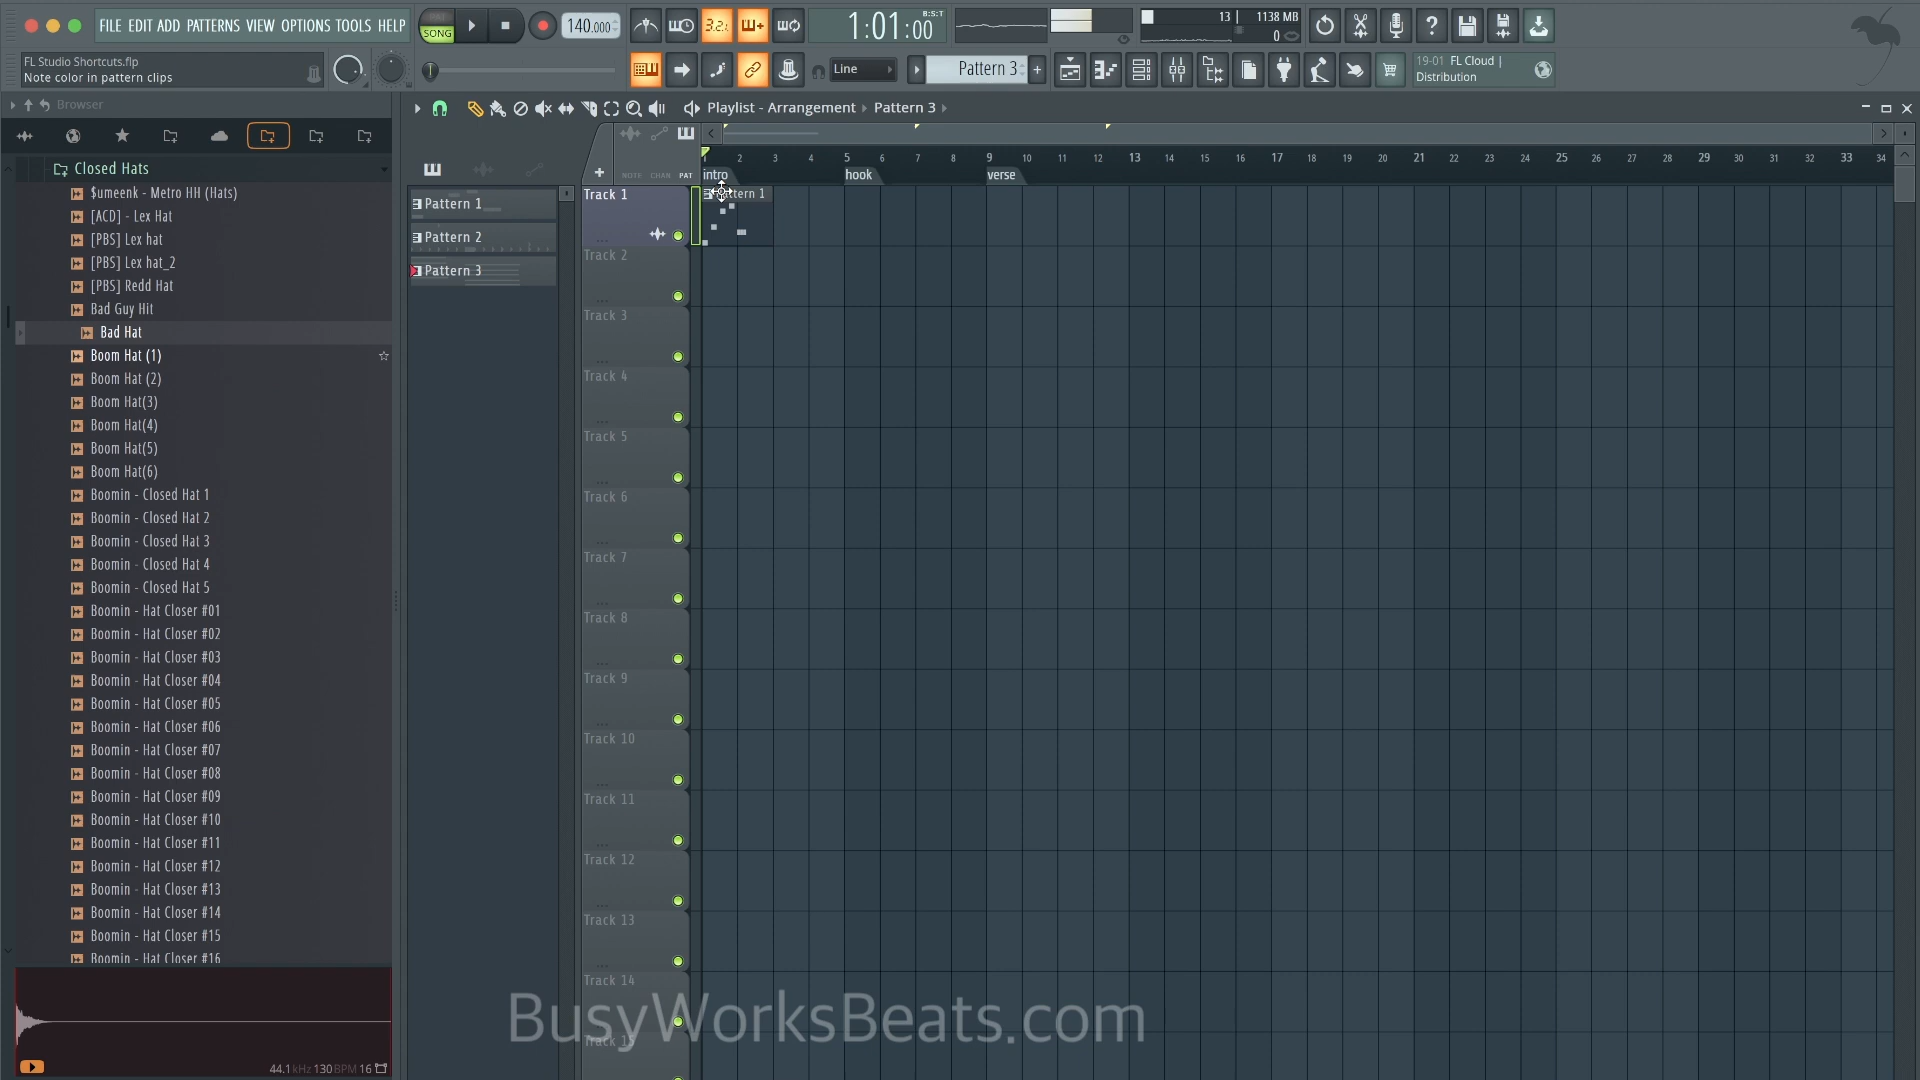 FILE EDIT ADD PATTERNS VIEW OPTIONS TOOLS HELP
SONG
140.000
3.2.
1:01:00
B:S:T
13
1138 MB
0
FL Studio Shortcuts.flp
Note color in pattern clips
Line
Pattern 3
19-01 FL Cloud |
Distribution
Browser
Playlist - Arrangement Pattern 3
NOTE CHAN PAT
1 2 3 4 5 6 7 8 9 10 11 12 13 14 15 16 17 18 19 20 21 22 23 24 25 26 27 28 29 30 31 32 33 34
intro hook verse
Closed Hats
$umeenk - Metro HH (Hats)
[ACD] - Lex Hat
[PBS] Lex hat
[PBS] Lex hat_2
[PBS] Redd Hat
Bad Guy Hit
Bad Hat
Boom Hat (1)
Boom Hat (2)
Boom Hat(3)
Boom Hat(4)
Boom Hat(5)
Boom Hat(6)
Boomin - Closed Hat 1
Boomin - Closed Hat 2
Boomin - Closed Hat 3
Boomin - Closed Hat 4
Boomin - Closed Hat 5
Boomin - Hat Closer #01
Boomin - Hat Closer #02
Boomin - Hat Closer #03
Boomin - Hat Closer #04
Boomin - Hat Closer #05
Boomin - Hat Closer #06
Boomin - Hat Closer #07
Boomin - Hat Closer #08
Boomin - Hat Closer #09
Boomin - Hat Closer #10
Boomin - Hat Closer #11
Boomin - Hat Closer #12
Boomin - Hat Closer #13
Boomin - Hat Closer #14
Boomin - Hat Closer #15
Boomin - Hat Closer #16
44.1kHz 130 BPM 16
Pattern 1
Pattern 2
Pattern 3
Track 1
Track 2
Track 3
Track 4
Track 5
Track 6
Track 7
Track 8
Track 9
Track 10
Track 11
Track 12
Track 13
Track 14
Track 15
BusyWorksBeats.com